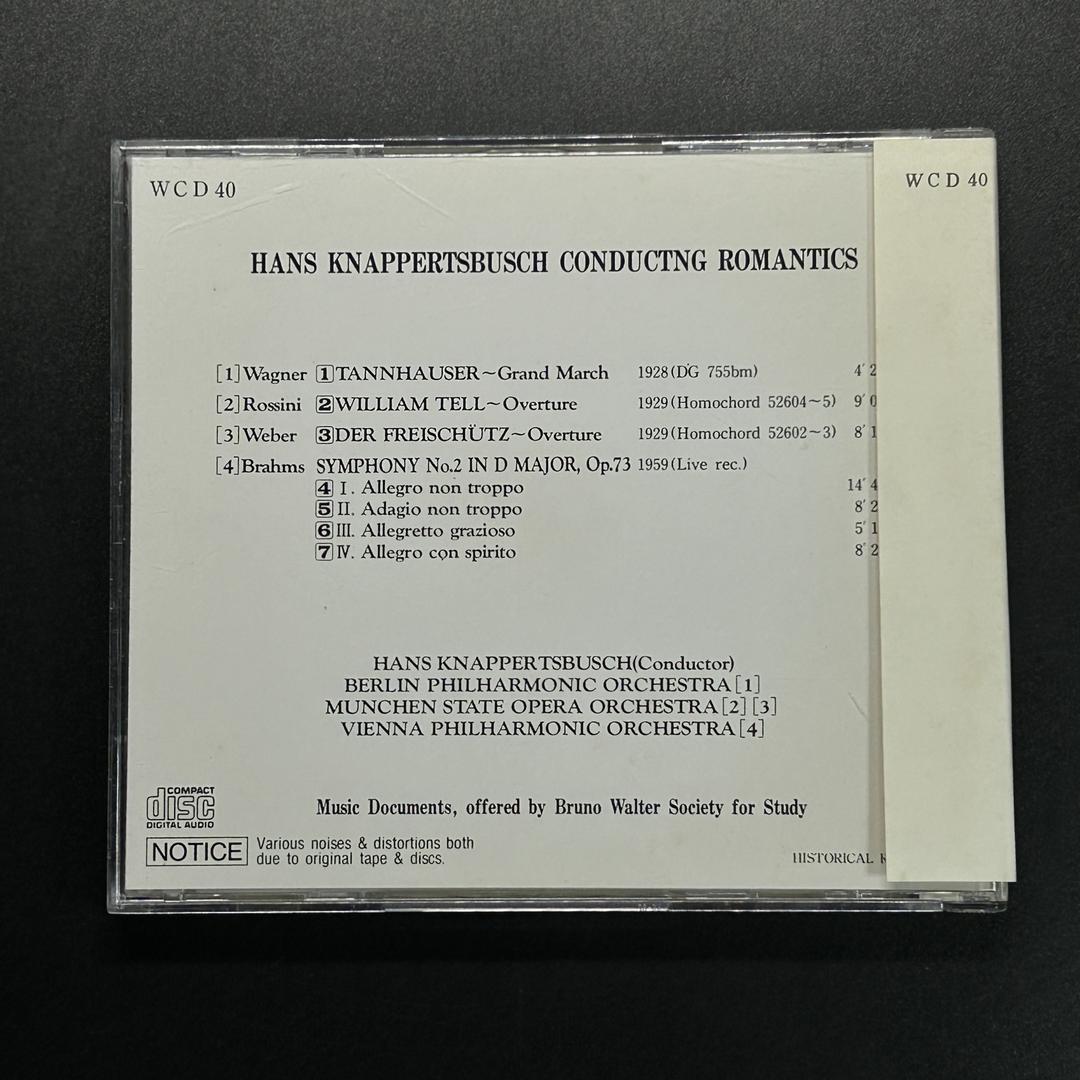 WCD 40
WCD 40
HANS KNAPPERTSBUSCH CONDUCTNG ROMANTICS
[1]Wagner 1 TANNHAUSER~Grand March 1928(DG 755bm) 4′2
[2]Rossini 2 WILLIAM TELL~Overture 1929(Homochord 52604~5) 9′0
[3]Weber 3 DER FREISCHÜTZ~Overture 1929(Homochord 52602~3) 8′1
[4]Brahms SYMPHONY No.2 IN D MAJOR, Op.73 1959(Live rec.)
4 I. Allegro non troppo 14′4
5 II. Adagio non troppo 8′2
6 III. Allegretto grazioso 5′1
7 IV. Allegro con spirito 8′2
HANS KNAPPERTSBUSCH(Conductor)
BERLIN PHILHARMONIC ORCHESTRA[1]
MUNCHEN STATE OPERA ORCHESTRA[2][3]
VIENNA PHILHARMONIC ORCHESTRA[4]
COMPACT
disc
DIGITAL AUDIO
Music Documents, offered by Bruno Walter Society for Study
NOTICE
Various noises & distortions both
due to original tape & discs.
HISTORICAL